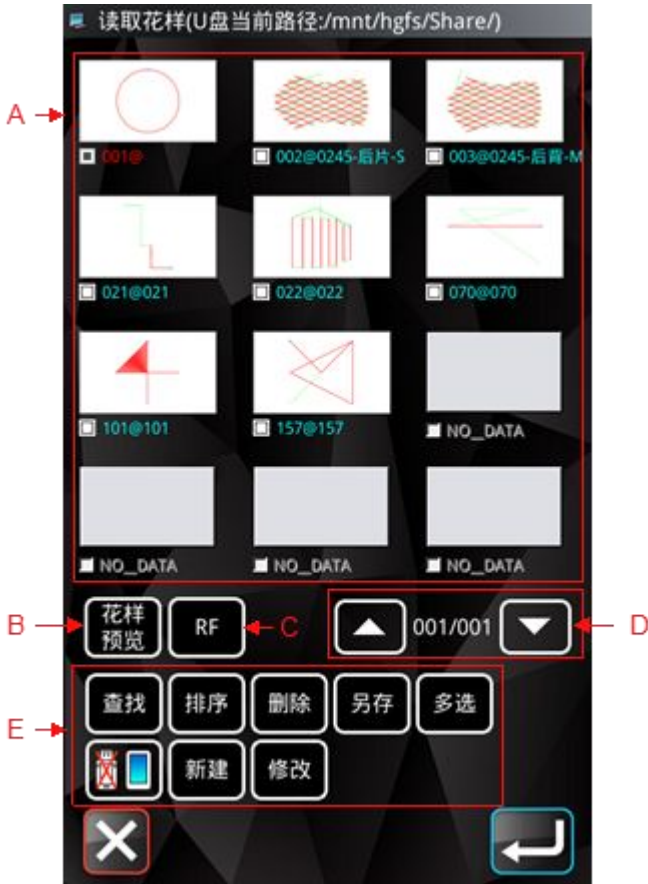 读取花样(U盘当前路径:/mnt/hgfs/Share/)
A
001@ 002@0245-后片-S 003@0245-后背-M
021@021 022@022 070@070
101@101 157@157 NO_DATA
NO_DATA NO_DATA NO_DATA
B 花样预览 RF C 001/001 D
查找 排序 删除 另存 多选
E
新建 修改